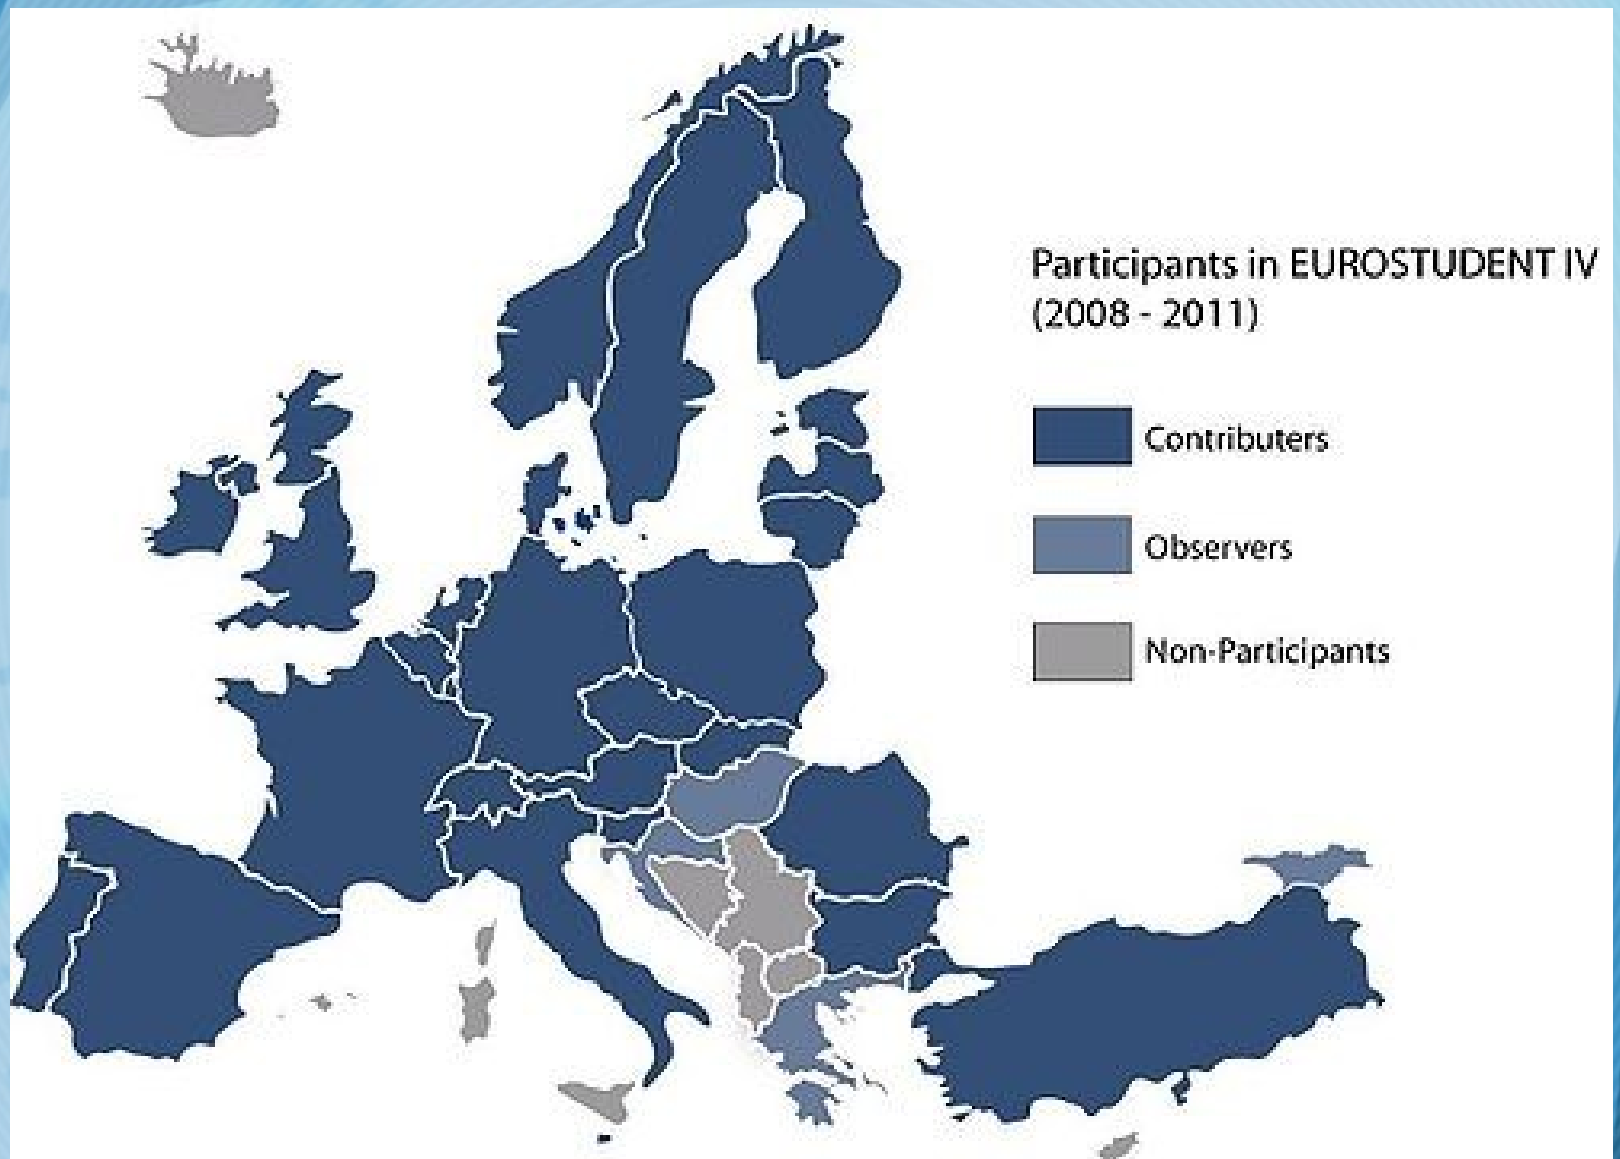 Participants in EUROSTUDENT IV
(2008 - 2011)
Contributers
Observers
Non-Participants